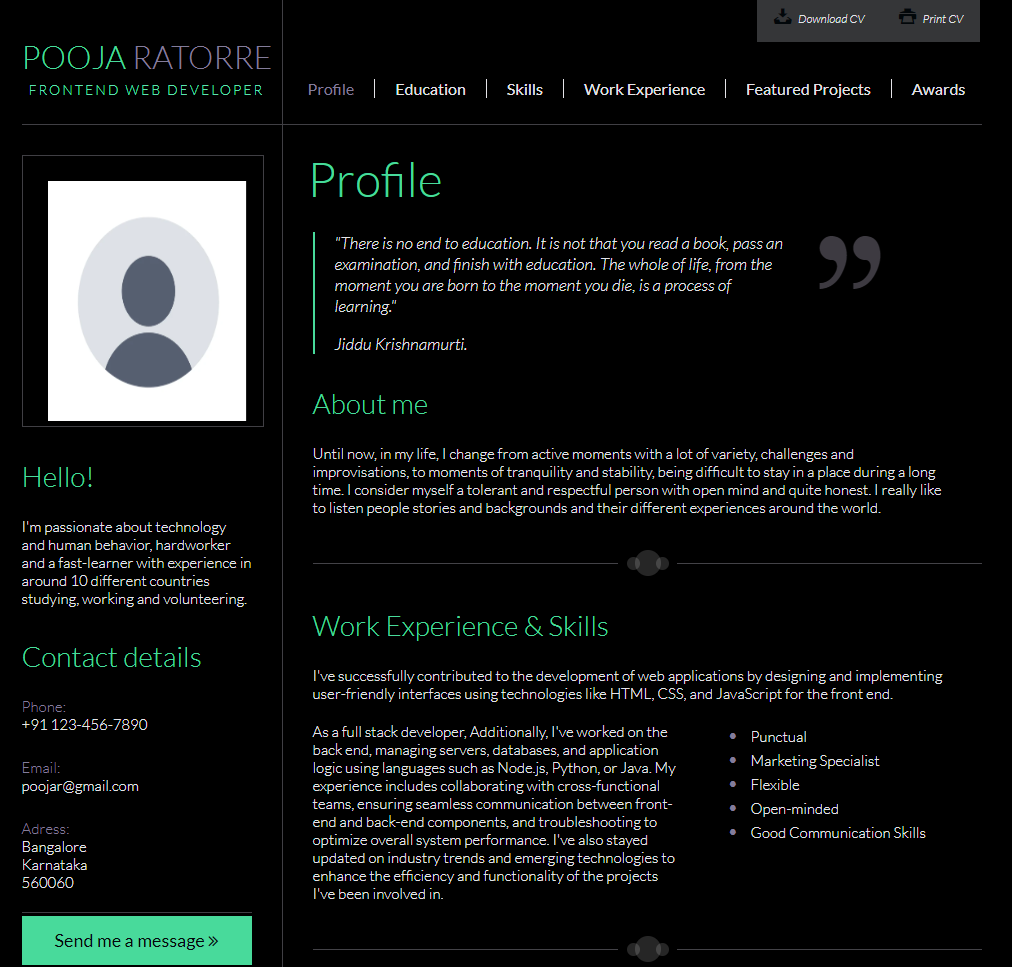 Download CV
Print CV
POOJA RATORRE
FRONTEND WEB DEVELOPER
Profile
Education
Skills
Work Experience
Featured Projects
Awards
Hello!
I'm passionate about technology
and human behavior, hardworker
and a fast-learner with experience in
around 10 different countries
studying, working and volunteering.
Contact details
Phone:
+91 123-456-7890
Email:
poojar@gmail.com
Adress:
Bangalore
Karnataka
560060
Send me a message »
Profile
"There is no end to education. It is not that you read a book, pass an
examination, and finish with education. The whole of life, from the
moment you are born to the moment you die, is a process of
learning."
Jiddu Krishnamurti.
”
About me
Until now, in my life, I change from active moments with a lot of variety, challenges and
improvisations, to moments of tranquility and stability, being difficult to stay in a place during a long
time. I consider myself a tolerant and respectful person with open mind and quite honest. I really like
to listen people stories and backgrounds and their different experiences around the world.
Work Experience & Skills
I've successfully contributed to the development of web applications by designing and implementing
user-friendly interfaces using technologies like HTML, CSS, and JavaScript for the front end.
As a full stack developer, Additionally, I've worked on the
back end, managing servers, databases, and application
logic using languages such as Node.js, Python, or Java. My
experience includes collaborating with cross-functional
teams, ensuring seamless communication between front-
end and back-end components, and troubleshooting to
optimize overall system performance. I've also stayed
updated on industry trends and emerging technologies to
enhance the efficiency and functionality of the projects
I've been involved in.
• Punctual
• Marketing Specialist
• Flexible
• Open-minded
• Good Communication Skills